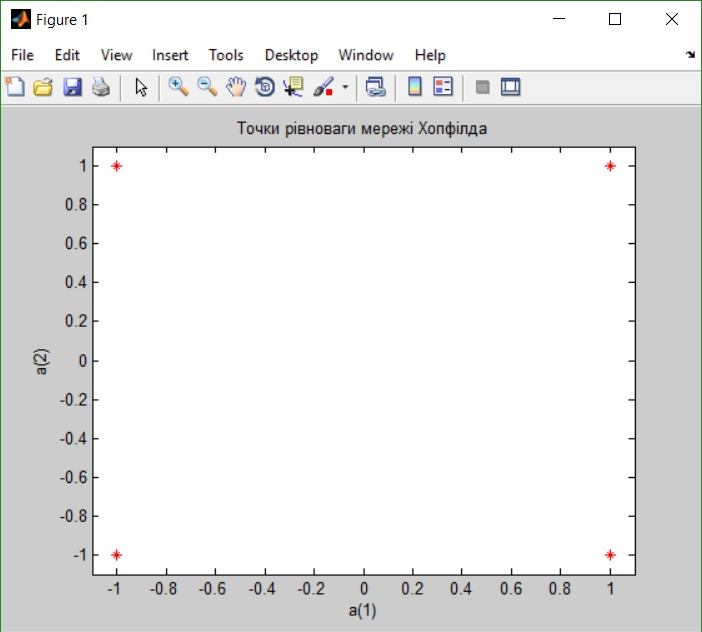 Figure 1
File Edit View Insert Tools Desktop Window Help
Точки рівноваги мережі Хопфілда
1
0.8
0.6
0.4
0.2
0
-0.2
-0.4
-0.6
-0.8
-1
a(2)
-1 -0.8 -0.6 -0.4 -0.2 0 0.2 0.4 0.6 0.8 1
a(1)